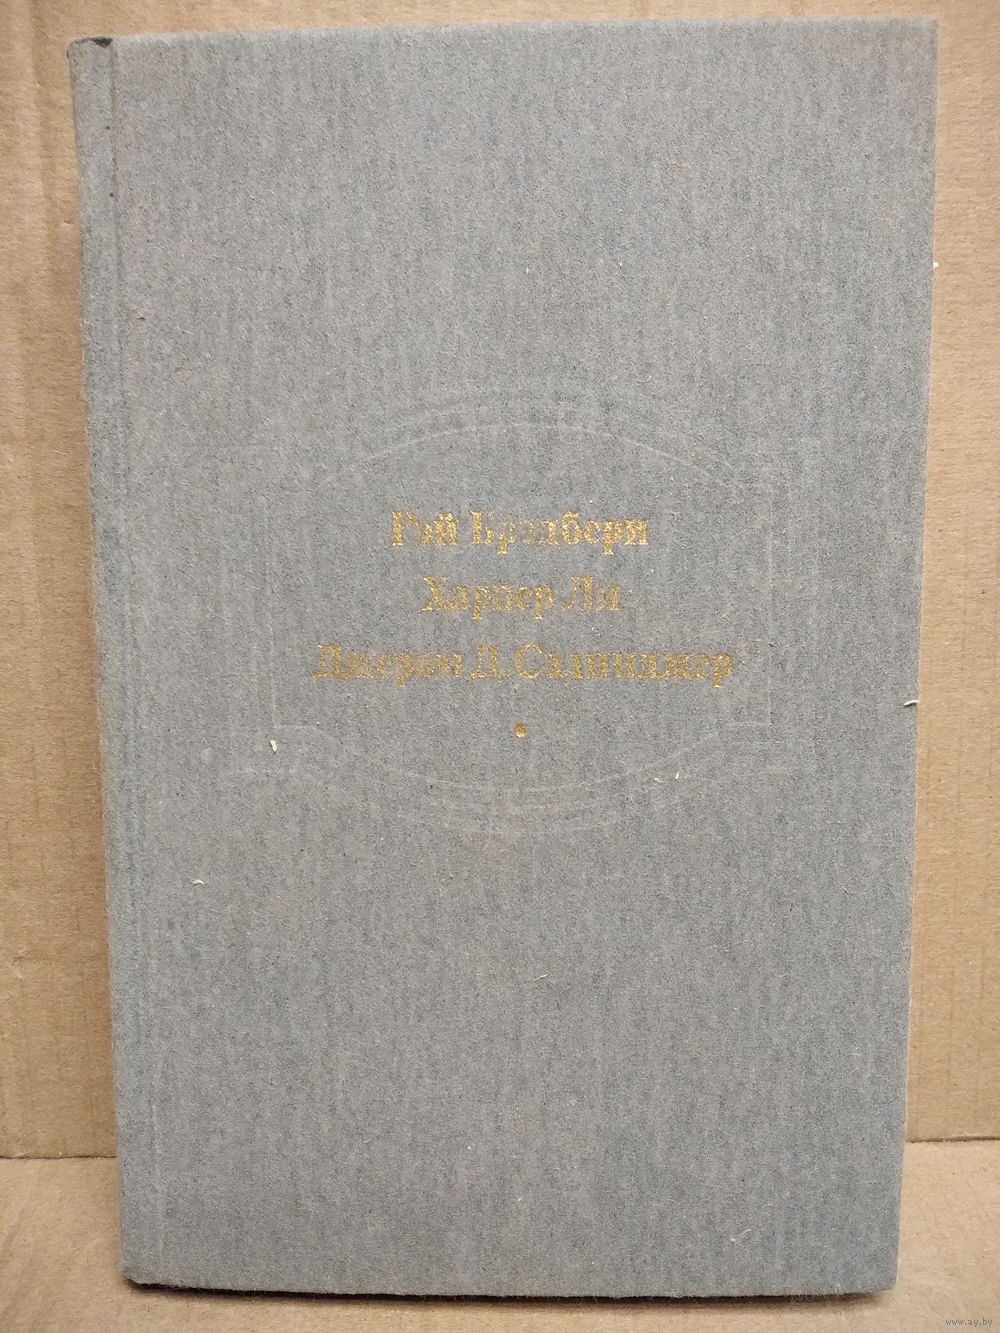 Рэй Брэдбери
Харпер Ли
Джером Д. Сэлинджер
www.ay.by